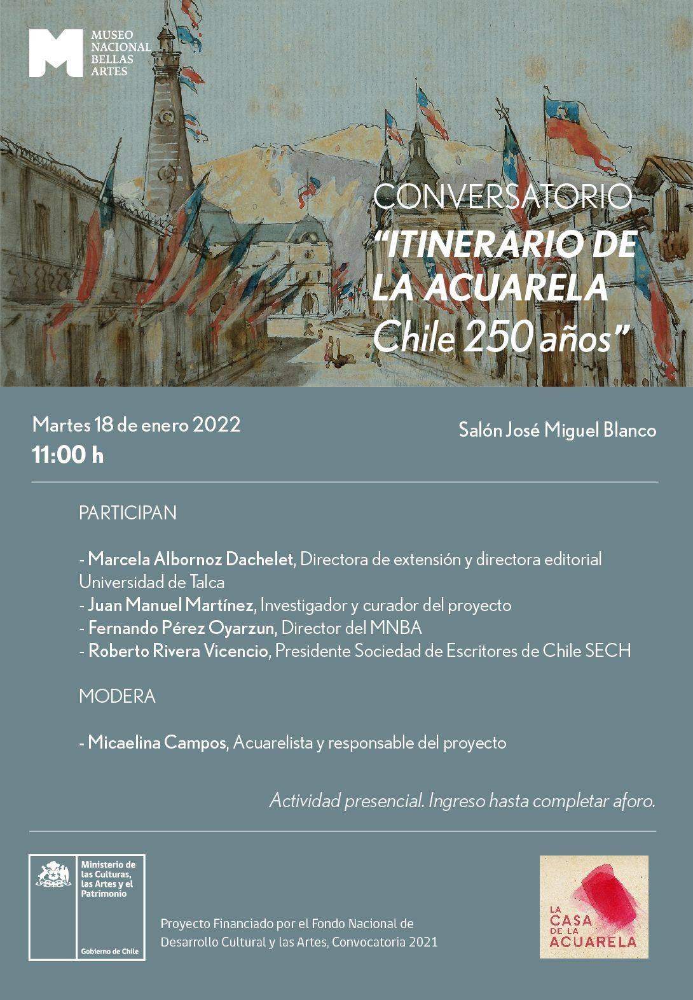 MUSEO
NACIONAL
BELLAS
ARTES
CONVERSATORIO
“ITINERARIO DE
LA ACUARELA
Chile 250 años”
Martes 18 de enero 2022
11:00 h
Salón José Miguel Blanco
PARTICIPAN
- Marcela Albornoz Dachelet, Directora de extensión y directora editorial
Universidad de Talca
- Juan Manuel Martínez, Investigador y curador del proyecto
- Fernando Pérez Oyarzun, Director del MNBA
- Roberto Rivera Vicencio, Presidente Sociedad de Escritores de Chile SECH
MODERA
- Micaelina Campos, Acuarelista y responsable del proyecto
Actividad presencial. Ingreso hasta completar aforo.
Ministerio de
las Culturas,
las Artes y el
Patrimonio
Gobierno de Chile
Proyecto Financiado por el Fondo Nacional de
Desarrollo Cultural y las Artes, Convocatoria 2021
LA
CASA
DE LA
ACUARELA